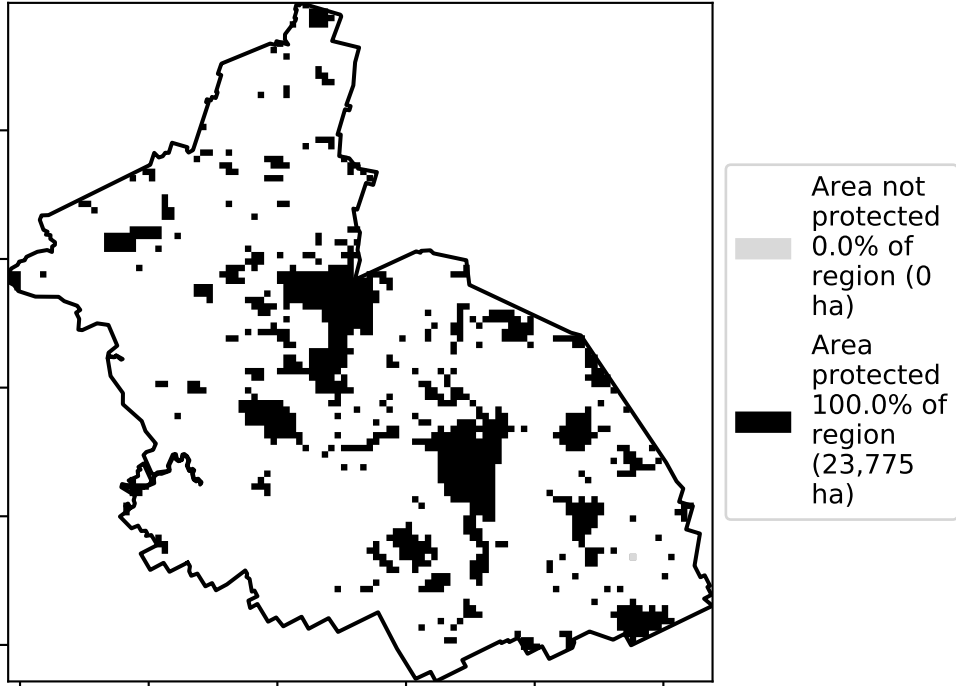 Area not
protected
0.0% of
region (0
ha)
Area
protected
100.0% of
region
(23,775
ha)